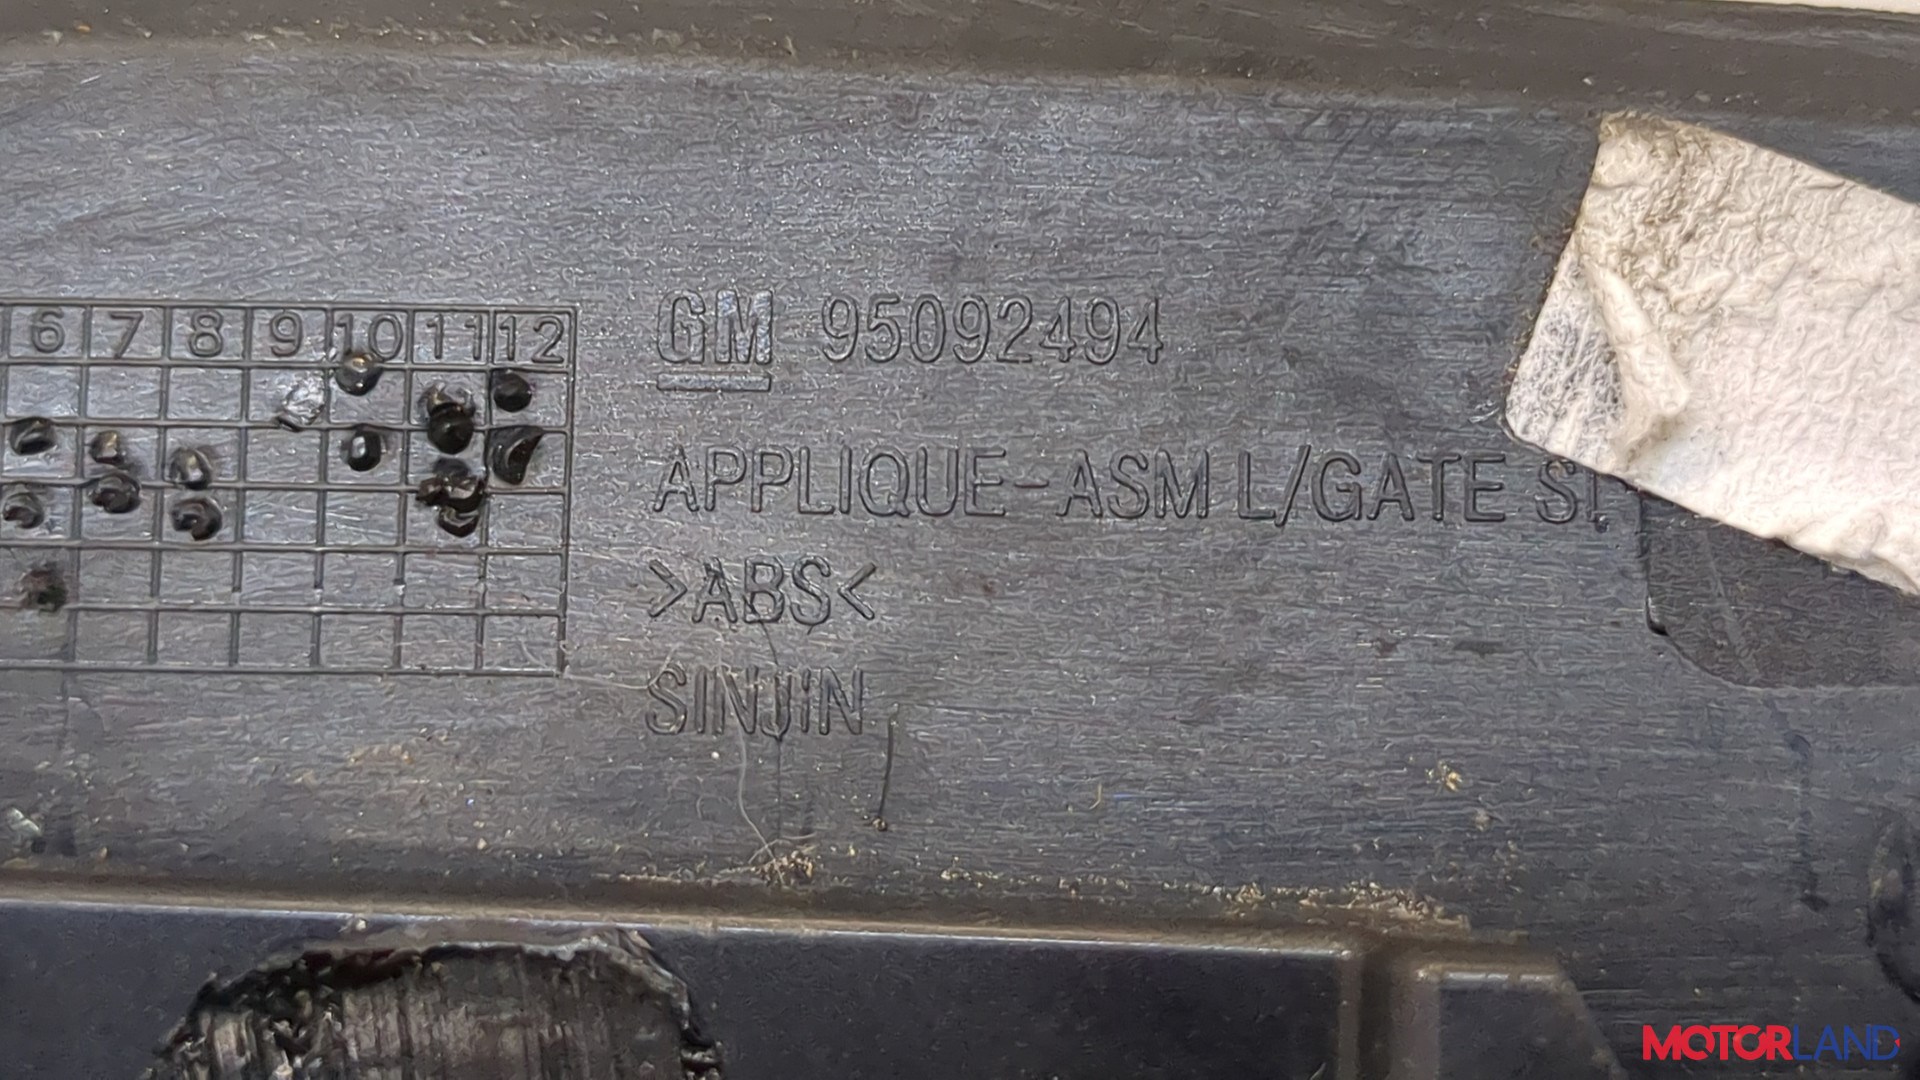 6 7 8 9 10 11 12
GM 95092494
APPLIQUE-ASM L/GATE
>ABS<
SINJIN
MOTORLAND